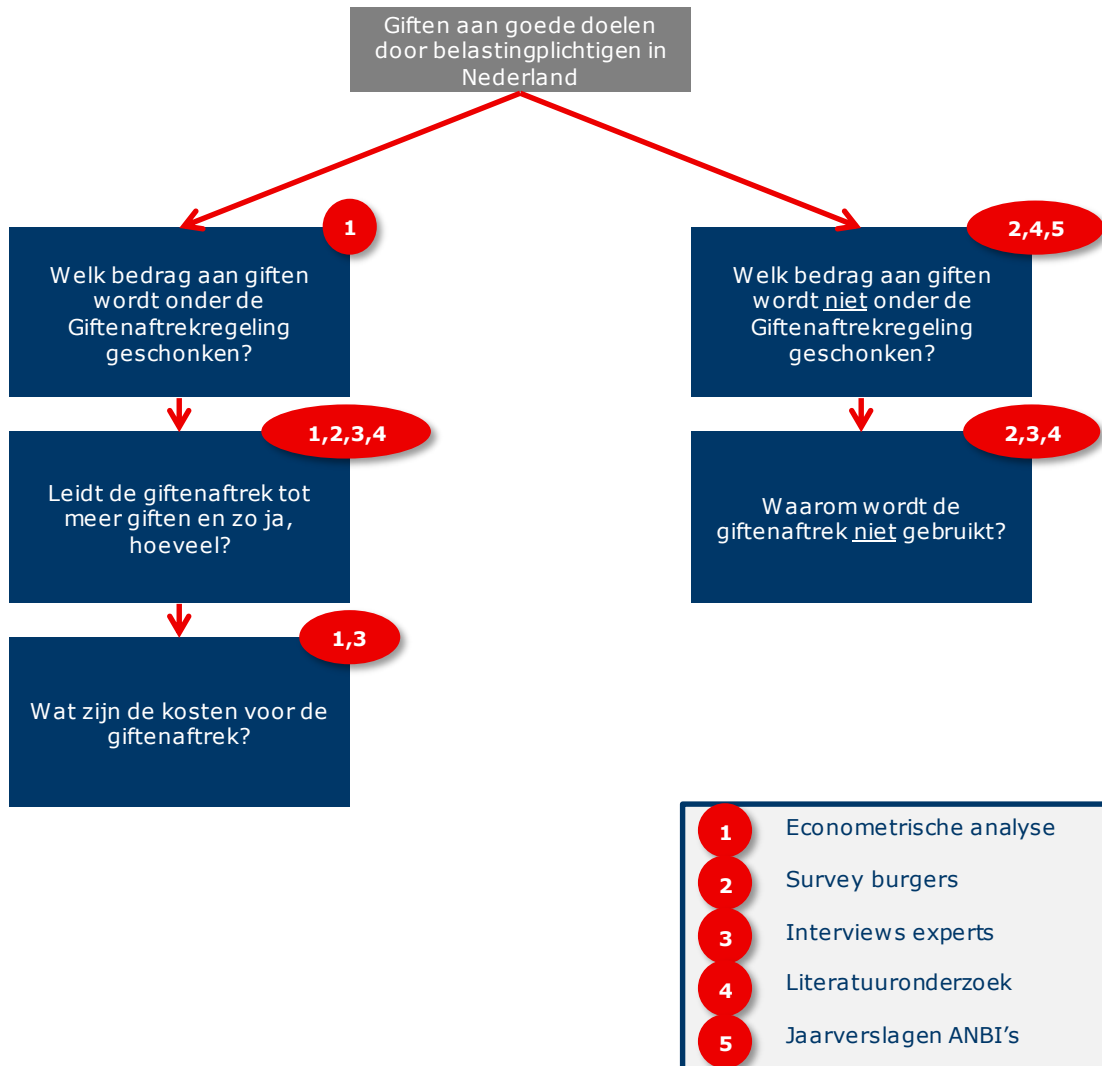 Giften aan goede doelen
door belastingplichtigen in
Nederland
1
Welk bedrag aan giften
wordt onder de
Giftenaftrekregeling
geschonken?
2,4,5
Welk bedrag aan giften
wordt niet onder de
Giftenaftrekregeling
geschonken?
1,2,3,4
Leidt de giftenaftrek tot
meer giften en zo ja,
hoeveel?
2,3,4
Waarom wordt de
giftenaftrek niet gebruikt?
1,3
Wat zijn de kosten voor de
giftenaftrek?
1 Econometrische analyse
2 Survey burgers
3 Interviews experts
4 Literatuuronderzoek
5 Jaarverslagen ANBI’s